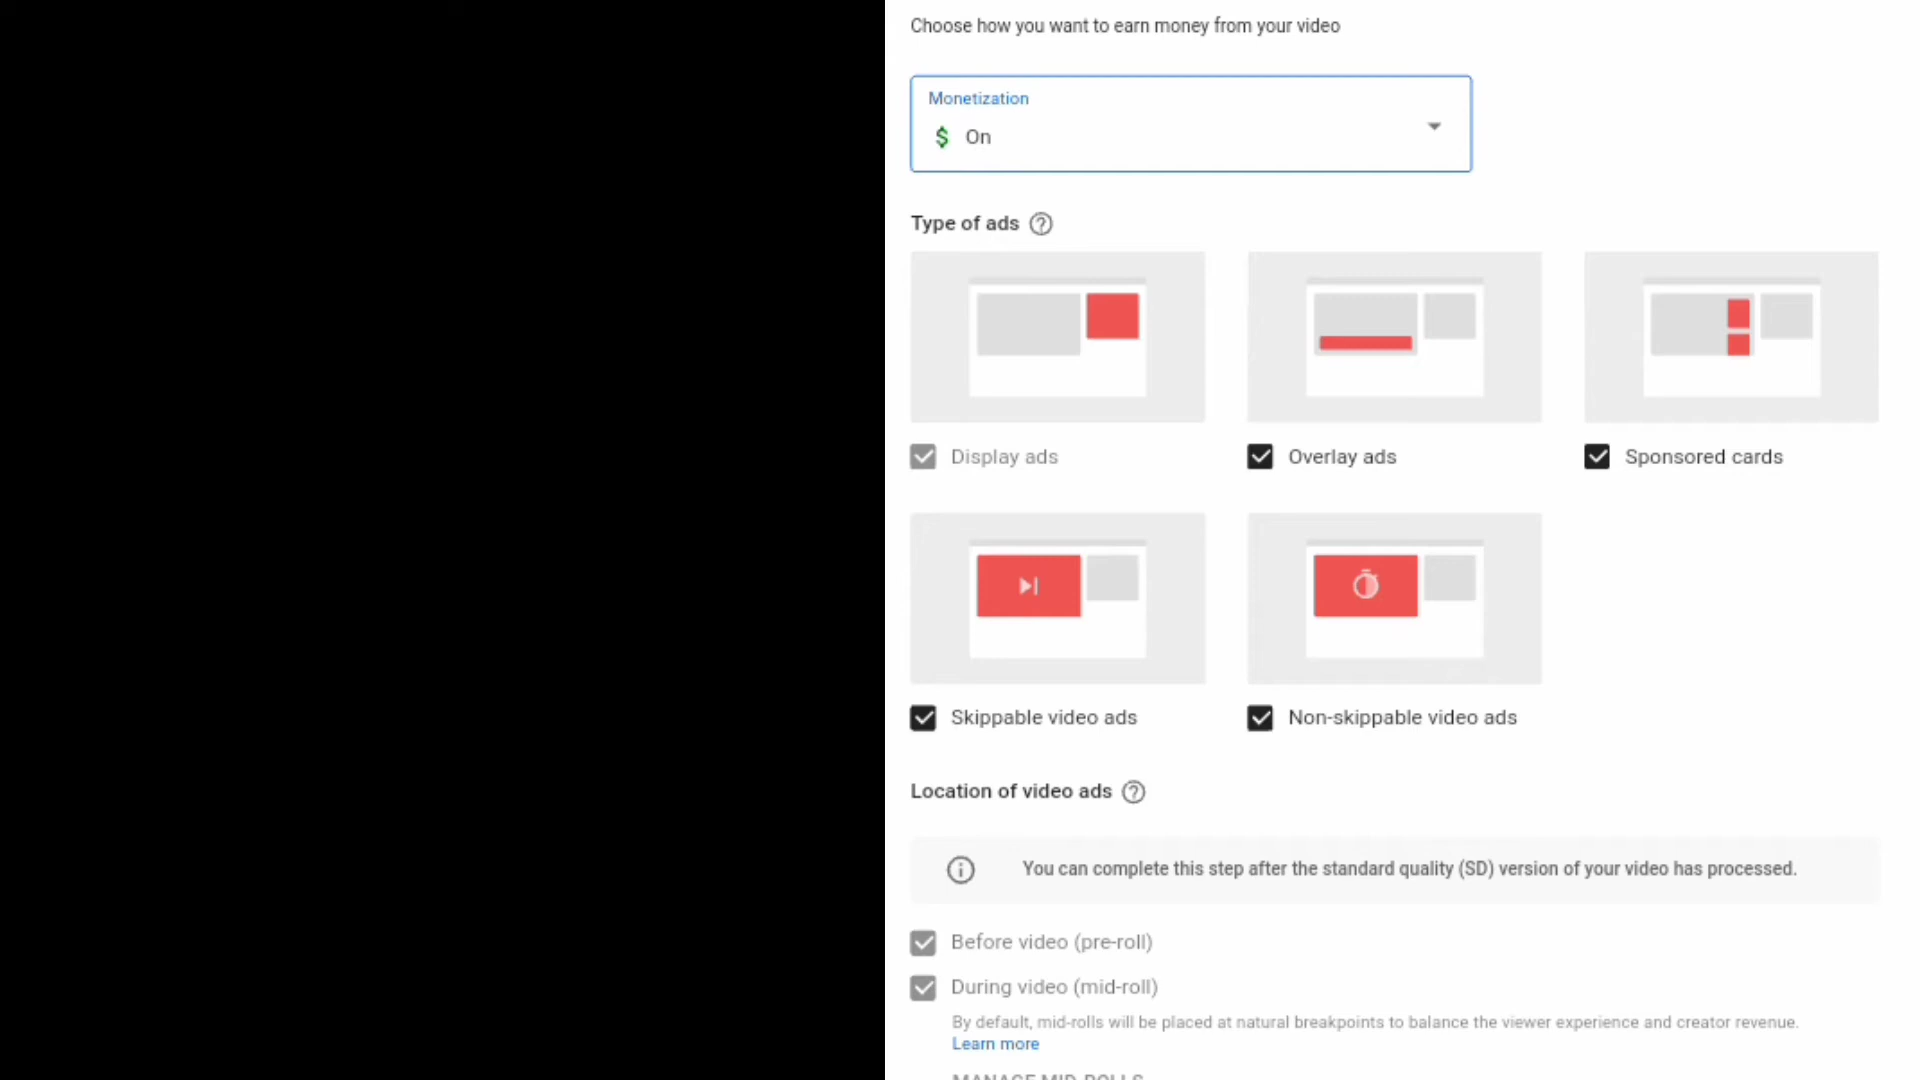 Choose how you want to earn money from your video
Monetization
$ On
Type of ads
Display ads
Overlay ads
Sponsored cards
Skippable video ads
Non-skippable video ads
Location of video ads
You can complete this step after the standard quality (SD) version of your video has processed.
Before video (pre-roll)
During video (mid-roll)
By default, mid-rolls will be placed at natural breakpoints to balance the viewer experience and creator revenue.
Learn more
MANAGE MID-ROLLS